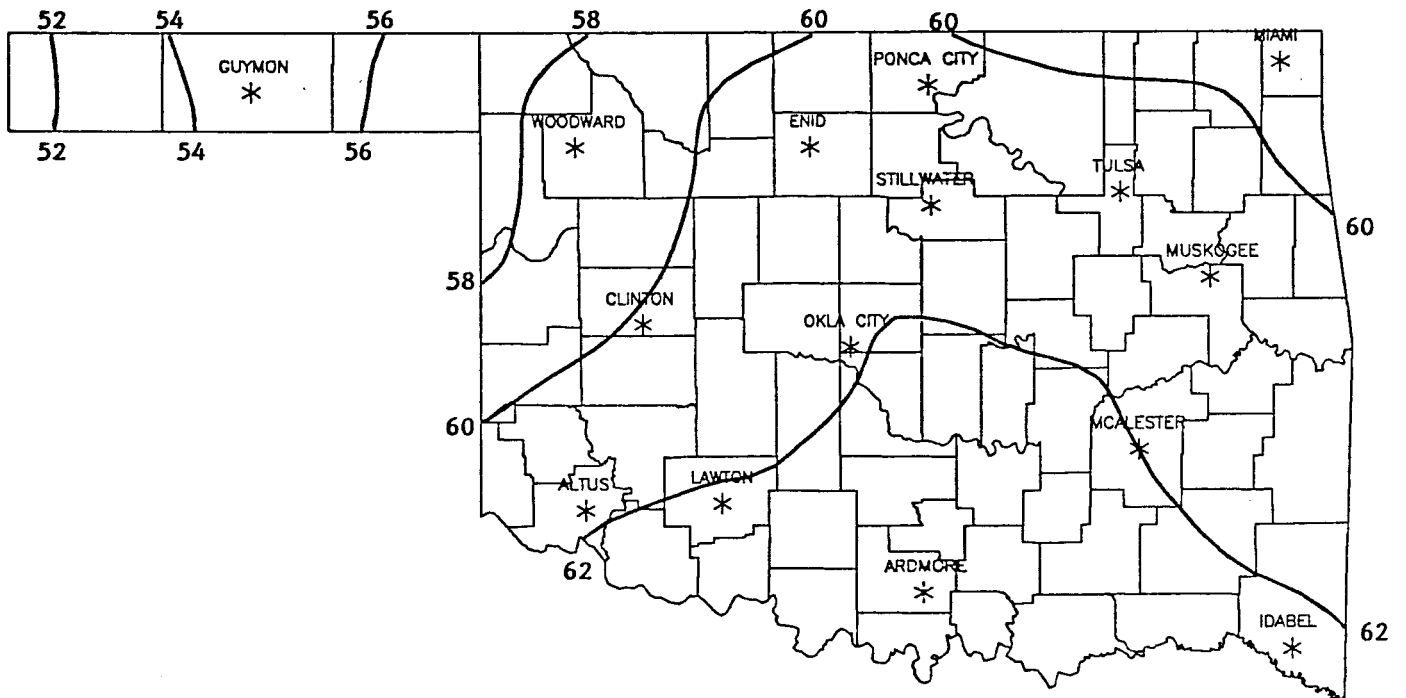 52 54 56 58 60 60
MIAMI
GUYMON
PONCA CITY
WOODWARD
ENID
52 54 56
TULSA
STILLWATER
60
MUSKOGEE
58
CLINTON
OKLA CITY
60
MCALESTER
ALTUS
LAWTON
62
ARDMORE
IDABEL
62